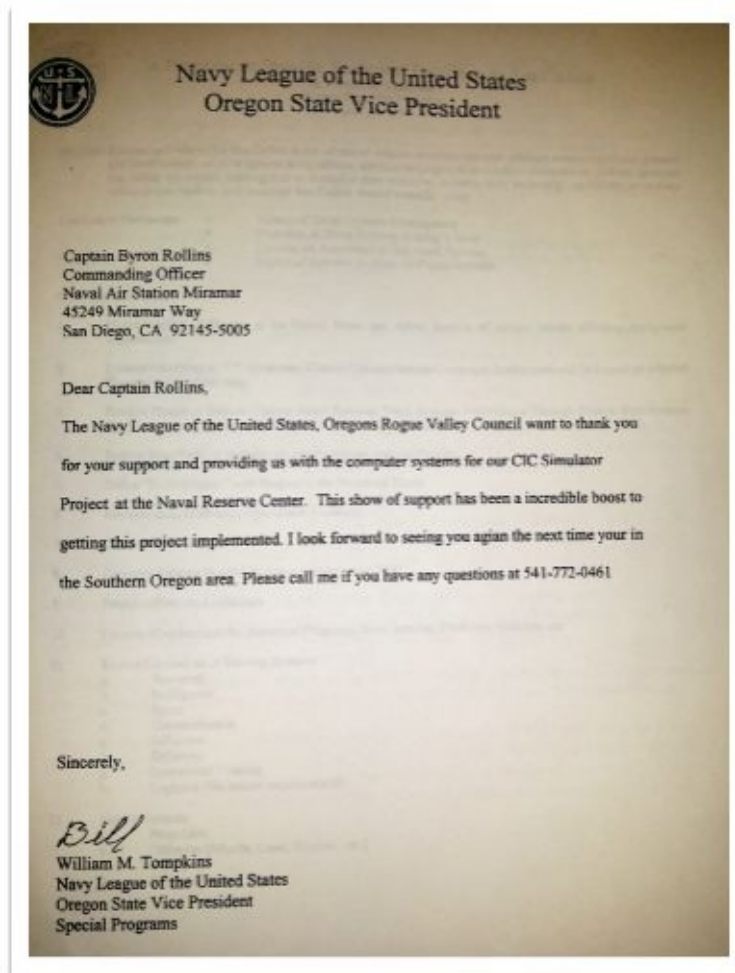 U·S
NL
Navy League of the United States
Oregon State Vice President
Captain Byron Rollins
Commanding Officer
Naval Air Station Miramar
45249 Miramar Way
San Diego, CA 92145-5005
Dear Captain Rollins,
The Navy League of the United States, Oregons Rogue Valley Council want to thank you
for your support and providing us with the computer systems for our CIC Simulator
Project at the Naval Reserve Center. This show of support has been a incredible boost to
getting this project implemented. I look forward to seeing you agian the next time your in
the Southern Oregon area. Please call me if you have any questions at 541-772-0461
Sincerely,
Bill
William M. Tompkins
Navy League of the United States
Oregon State Vice President
Special Programs